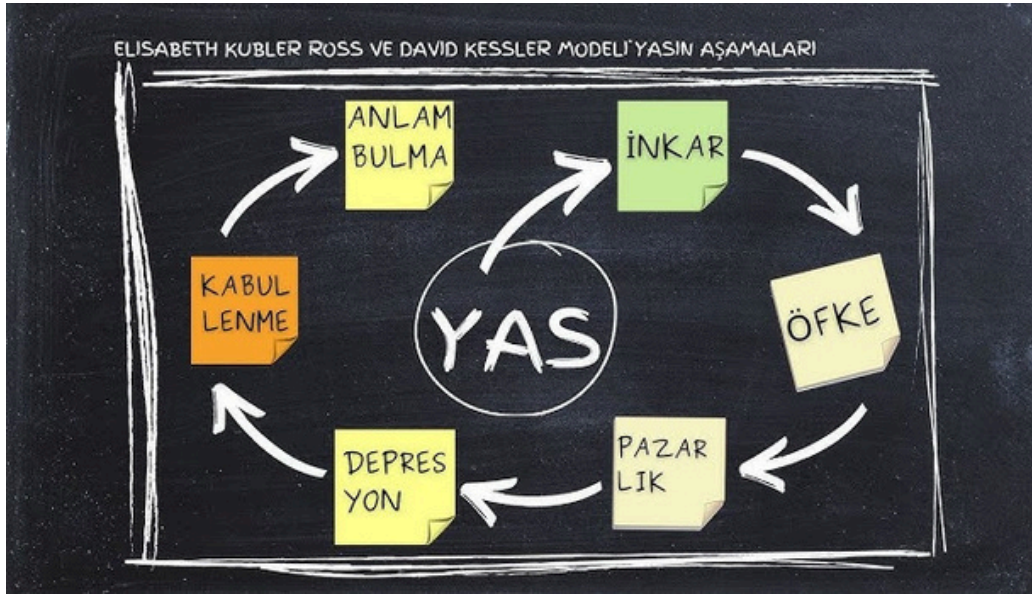 ELISABETH KUBLER ROSS VE DAVID KESSLER MODELİ YASIN AŞAMALARI
YAS
İNKAR
ÖFKE
PAZAR
LIK
DEPRES
YON
KABUL
LENME
ANLAM
BULMA